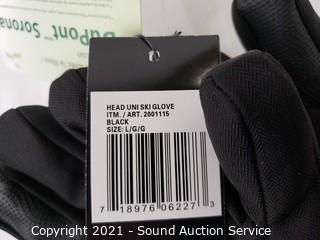 DuPont™ Sorona
HEAD UNI SKI GLOVE
ITM. / ART. 2001115
BLACK
SIZE: L/G/G
7 18976 06227 3
Copyright 2021 - Sound Auction Service